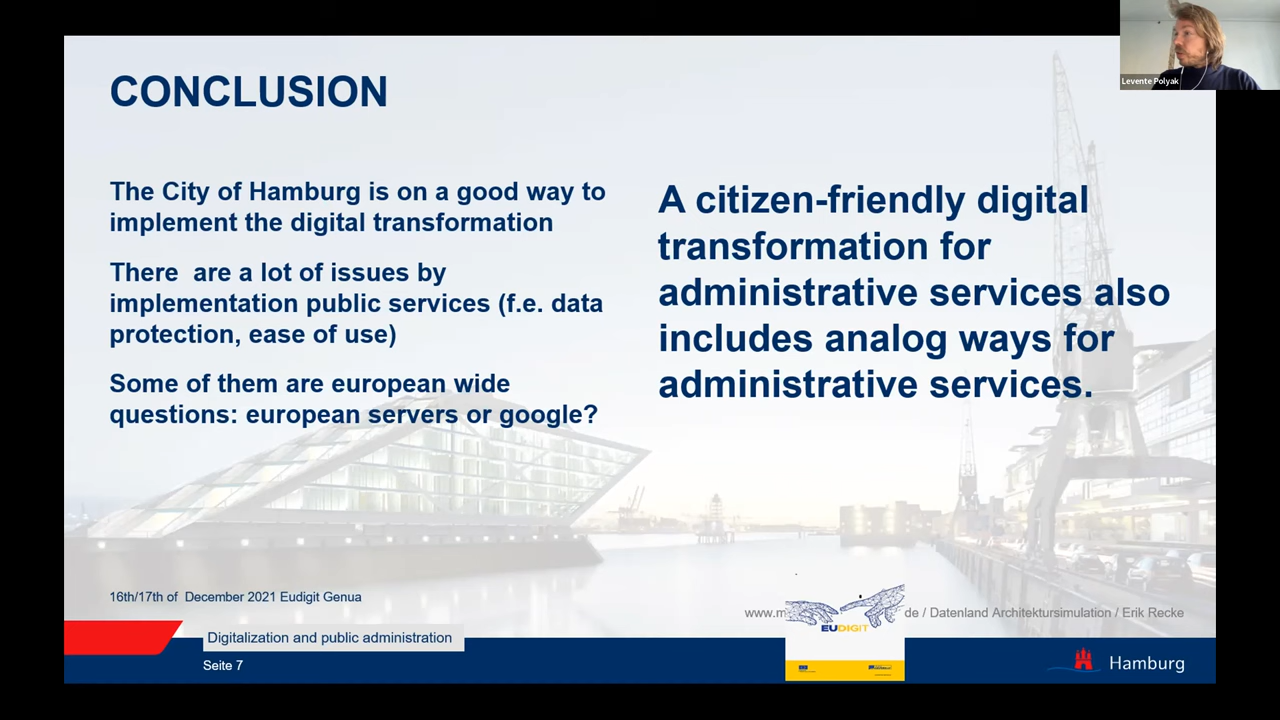 Levente Polyak
CONCLUSION
The City of Hamburg is on a good way to
implement the digital transformation
There  are a lot of issues by
implementation public services (f.e. data
protection, ease of use)
Some of them are european wide
questions: european servers or google?
A citizen-friendly digital
transformation for
administrative services also
includes analog ways for
administrative services.
16th/17th of  December 2021 Eudigit Genua
de / Datenland Architektursimulation / Erik Recke
EUDIGIT
Digitalization and public administration
Seite 7
Hamburg